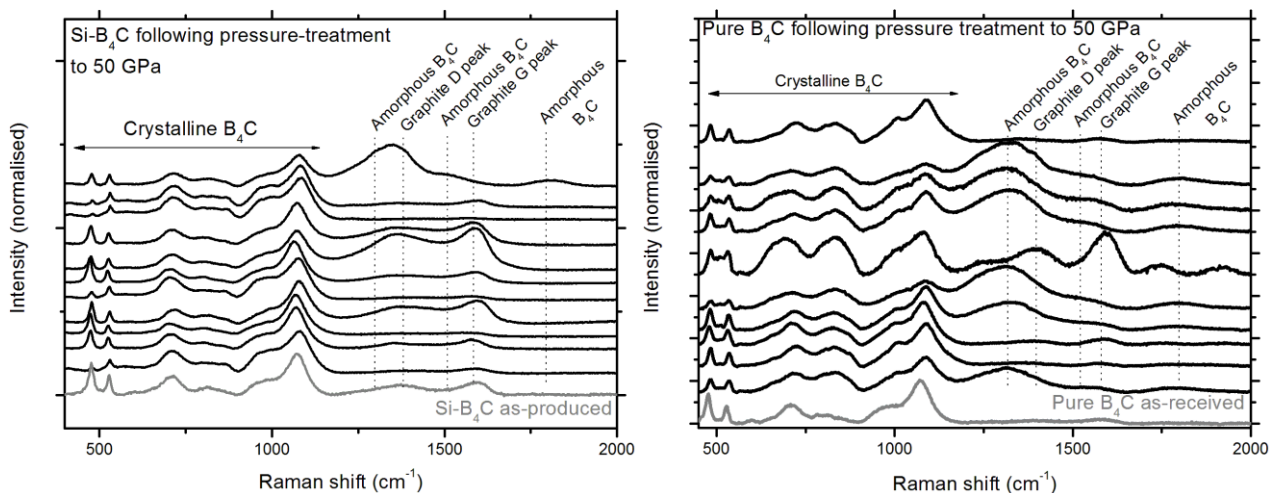 Si-B₄C following pressure-treatment
to 50 GPa
Crystalline B₄C
Amorphous B₄C
Graphite D peak
Amorphous B₄C
Graphite G peak
Amorphous
B₄C
Si-B₄C as-produced
Intensity (normalised)
500
1000
1500
2000
Raman shift (cm⁻¹)
Pure B₄C following pressure treatment to 50 GPa
Crystalline B₄C
Amorphous B₄C
Graphite D peak
Amorphous B₄C
Graphite G peak
Amorphous
B₄C
Pure B₄C as-received
Intensity (normalised)
500
1000
1500
2000
Raman shift (cm⁻¹)